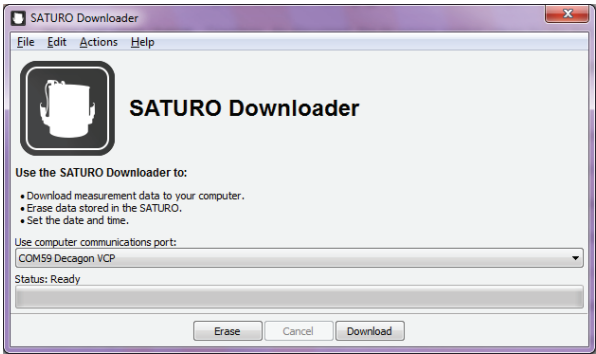 SATURO Downloader
File Edit Actions Help
SATURO Downloader
Use the SATURO Downloader to:
• Download measurement data to your computer.
• Erase data stored in the SATURO.
• Set the date and time.
Use computer communications port:
COM59 Decagon VCP
Status: Ready
Erase Cancel Download